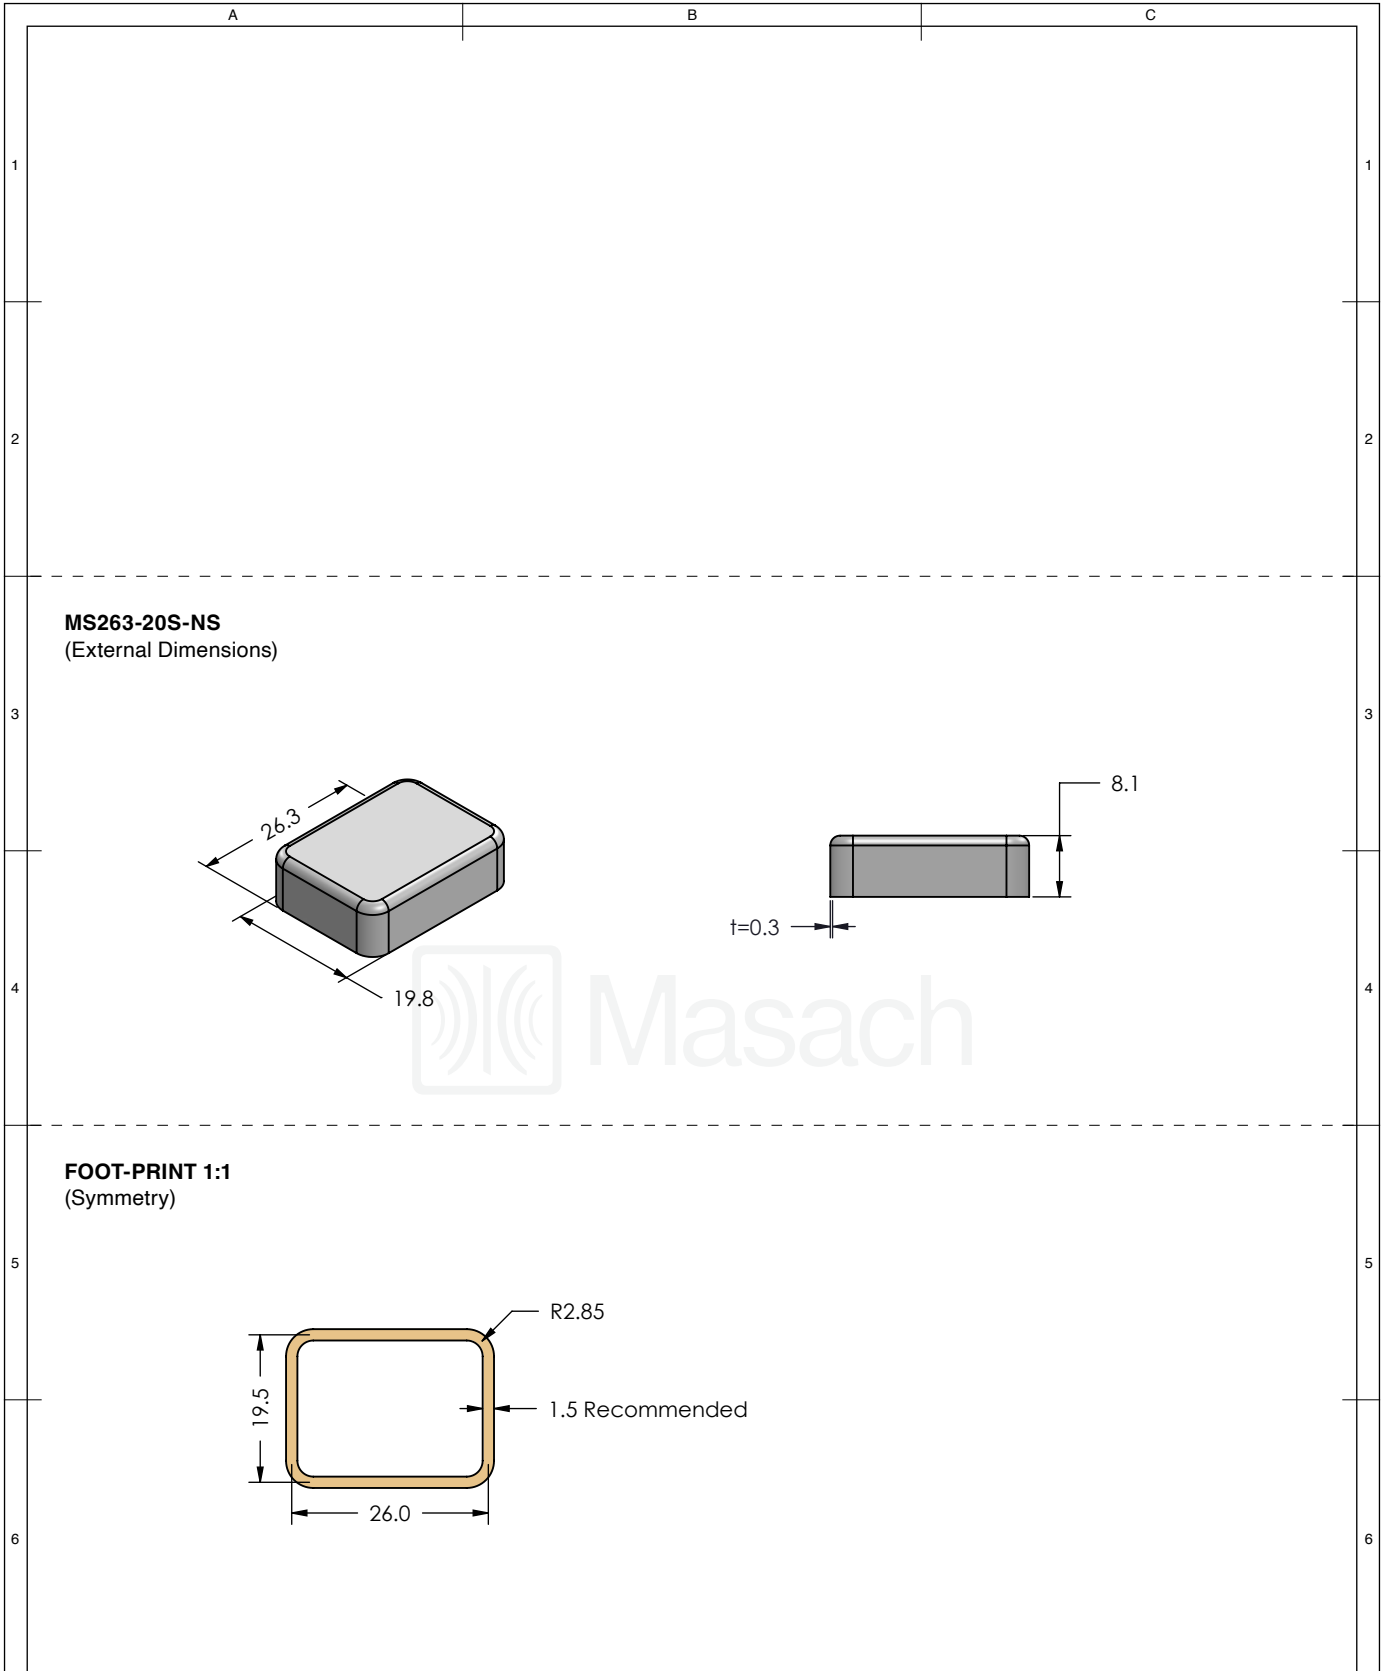 A B C
1 1
2 2
MS263-20S-NS
(External Dimensions)
3 3
8.1
26.3
t=0.3
4 4
19.8
Masach
FOOT-PRINT 1:1
(Symmetry)
5 5
R2.85
19.5
1.5 Recommended
26.0
6 6